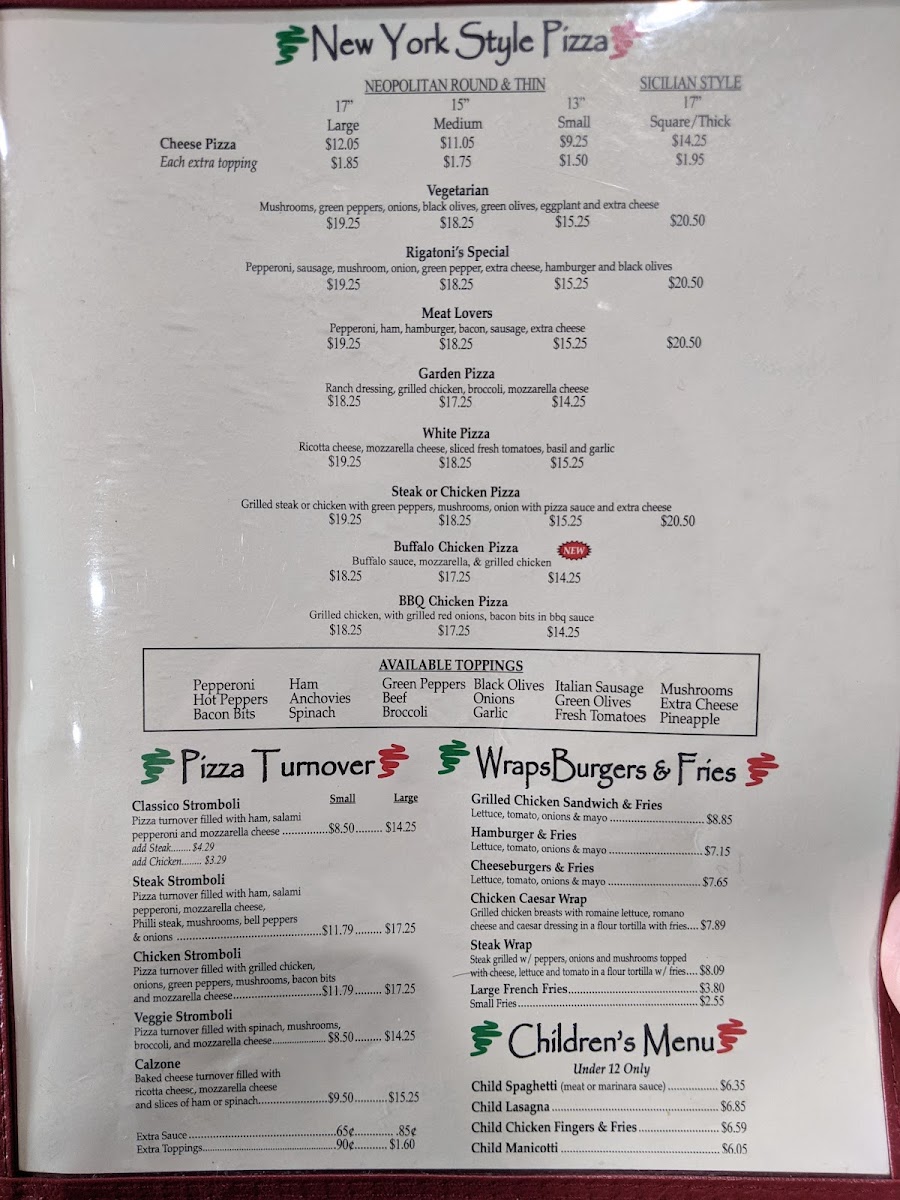 New York Style Pizza
NEOPOLITAN ROUND & THIN SICILIAN STYLE
17" 15" 13" 17"
Large Medium Small Square/Thick
Cheese Pizza $12.05 $11.05 $9.25 $14.25
Each extra topping $1.85 $1.75 $1.50 $1.95
Vegetarian
Mushrooms, green peppers, onions, black olives, green olives, eggplant and extra cheese
$19.25 $18.25 $15.25 $20.50
Rigatoni's Special
Pepperoni, sausage, mushroom, onion, green pepper, extra cheese, hamburger and black olives
$19.25 $18.25 $15.25 $20.50
Meat Lovers
Pepperoni, ham, hamburger, bacon, sausage, extra cheese
$19.25 $18.25 $15.25 $20.50
Garden Pizza
Ranch dressing, grilled chicken, broccoli, mozzarella cheese
$18.25 $17.25 $14.25
White Pizza
Ricotta cheese, mozzarella cheese, sliced fresh tomatoes, basil and garlic
$19.25 $18.25 $15.25
Steak or Chicken Pizza
Grilled steak or chicken with green peppers, mushrooms, onion with pizza sauce and extra cheese
$19.25 $18.25 $15.25 $20.50
Buffalo Chicken Pizza NEW
Buffalo sauce, mozzarella, & grilled chicken
$18.25 $17.25 $14.25
BBQ Chicken Pizza
Grilled chicken, with grilled red onions, bacon bits in bbq sauce
$18.25 $17.25 $14.25
AVAILABLE TOPPINGS
Pepperoni Ham Green Peppers Black Olives Italian Sausage Mushrooms
Hot Peppers Anchovies Beef Onions Green Olives Extra Cheese
Bacon Bits Spinach Broccoli Garlic Fresh Tomatoes Pineapple
Pizza Turnover
Small Large
Classico Stromboli
Pizza turnover filled with ham, salami
pepperoni and mozzarella cheese ...............$8.50......... $14.25
add Steak........ $4.29
add Chicken........ $3.29
Steak Stromboli
Pizza turnover filled with ham, salami
pepperoni, mozzarella cheese,
Philli steak, mushrooms, bell peppers
& onions ...............$11.79......... $17.25
Chicken Stromboli
Pizza turnover filled with grilled chicken,
onions, green peppers, mushrooms, bacon bits
and mozzarella cheese...............$11.79......... $17.25
Veggie Stromboli
Pizza turnover filled with spinach, mushrooms,
broccoli, and mozzarella cheese............... $8.50.......... $14.25
Calzone
Baked cheese turnover filled with
ricotta cheese, mozzarella cheese
and slices of ham or spinach...............$9.50..........$15.25
Extra Sauce...............65¢............. .85¢
Extra Toppings...............90¢............ $1.60
WrapsBurgers & Fries
Grilled Chicken Sandwich & Fries
Lettuce, tomato, onions & mayo ............... $8.85
Hamburger & Fries
Lettuce, tomato, onions & mayo ...............$7.15
Cheeseburgers & Fries
Lettuce, tomato, onions & mayo ............... $7.65
Chicken Caesar Wrap
Grilled chicken breasts with romaine lettuce, romano
cheese and caesar dressing in a flour tortilla with fries.... $7.89
Steak Wrap
Steak grilled w/ peppers, onions and mushrooms topped
with cheese, lettuce and tomato in a flour tortilla w/ fries.... $8.09
Large French Fries............... $3.80
Small Fries............... $2.55
Children's Menu
Under 12 Only
Child Spaghetti (meat or marinara sauce) ............... $6.35
Child Lasagna ............... $6.85
Child Chicken Fingers & Fries............... $6.59
Child Manicotti ............... $6.05